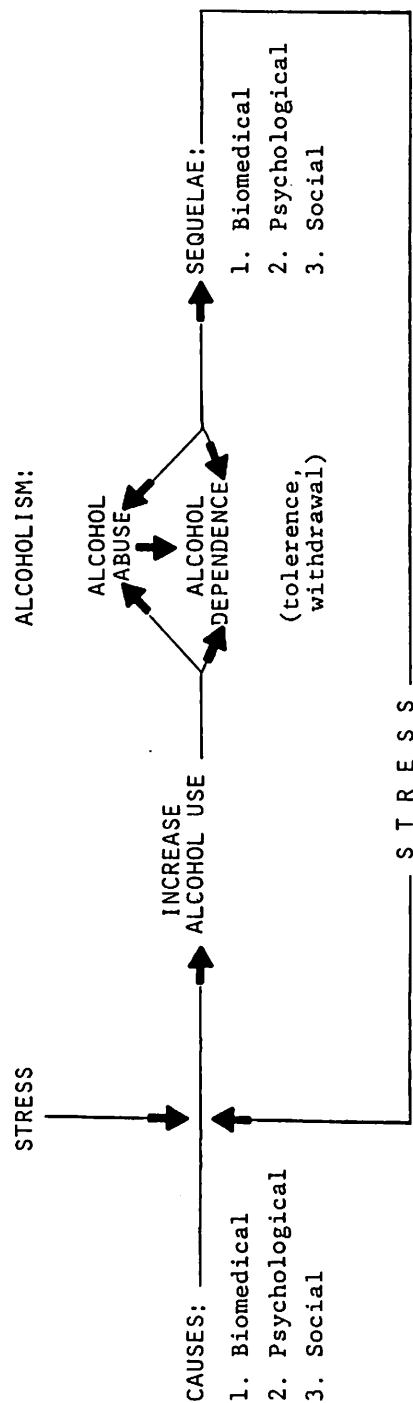 STRESS
CAUSES:
1. Biomedical
2. Psychological
3. Social
INCREASE
ALCOHOL USE
ALCOHOLISM:
ALCOHOL
ABUSE
ALCOHOL
DEPENDENCE
(tolerence,
withdrawal)
SEQUELAE:
1. Biomedical
2. Psychological
3. Social
S T R E S S